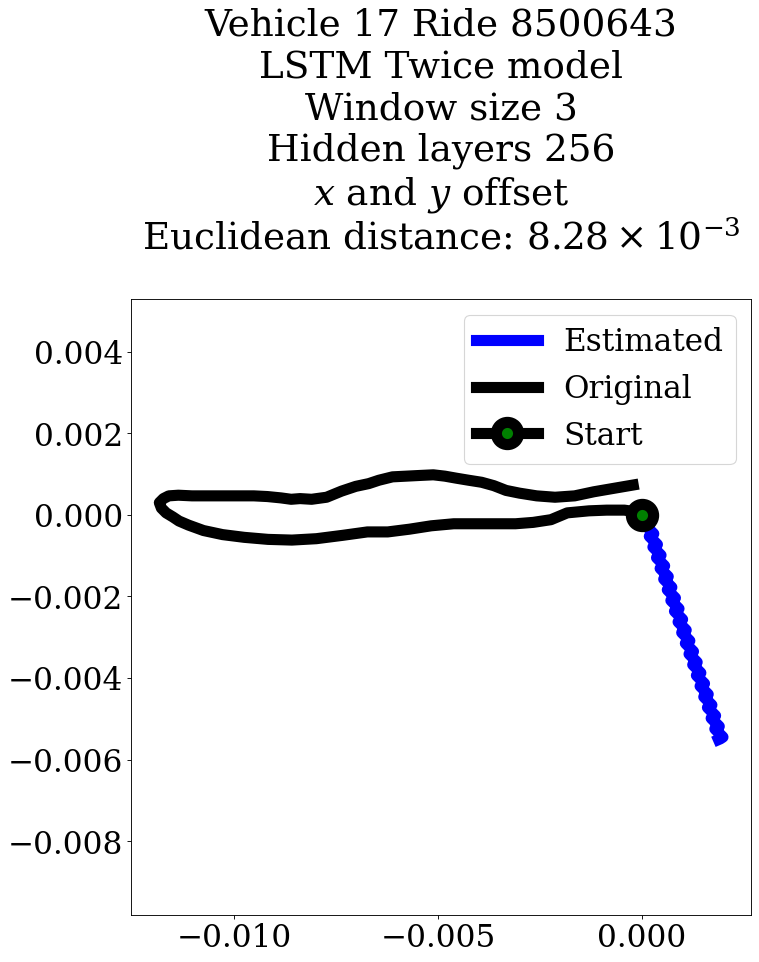 Vehicle 17 Ride 8500643
LSTM Twice model
Window size 3
Hidden layers 256
x and y offset
Euclidean distance: 8.28 × 10⁻³
Estimated
Original
Start
0.004
0.002
0.000
−0.002
−0.004
−0.006
−0.008
−0.010 −0.005 0.000